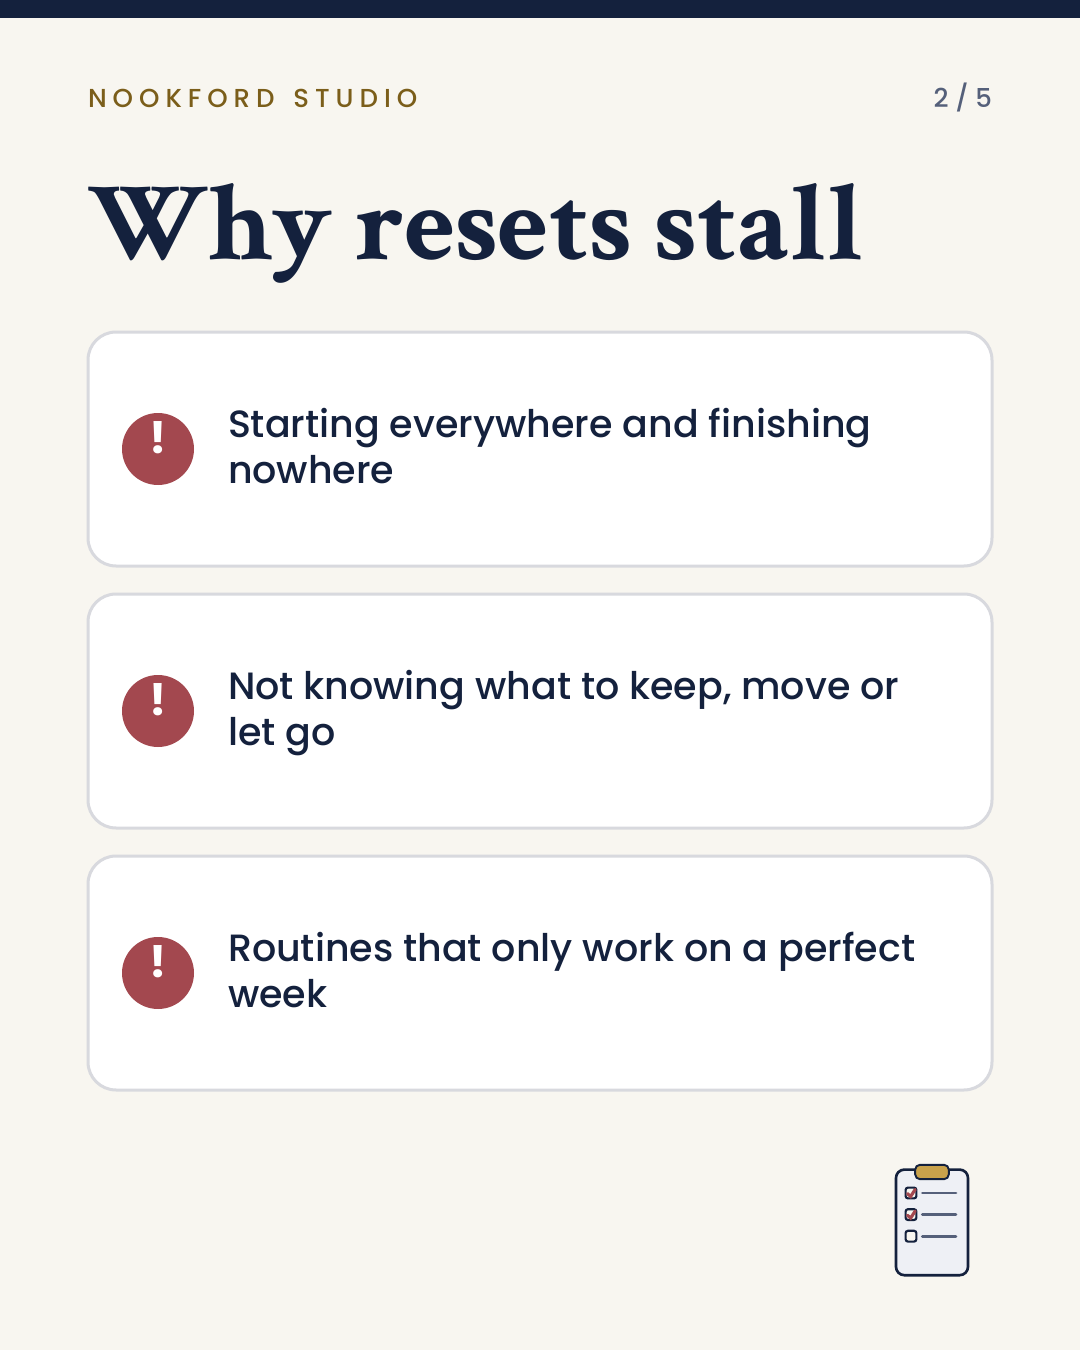 NOOKFORD STUDIO
2 / 5
Why resets stall
! Starting everywhere and finishing
nowhere
! Not knowing what to keep, move or
let go
! Routines that only work on a perfect
week